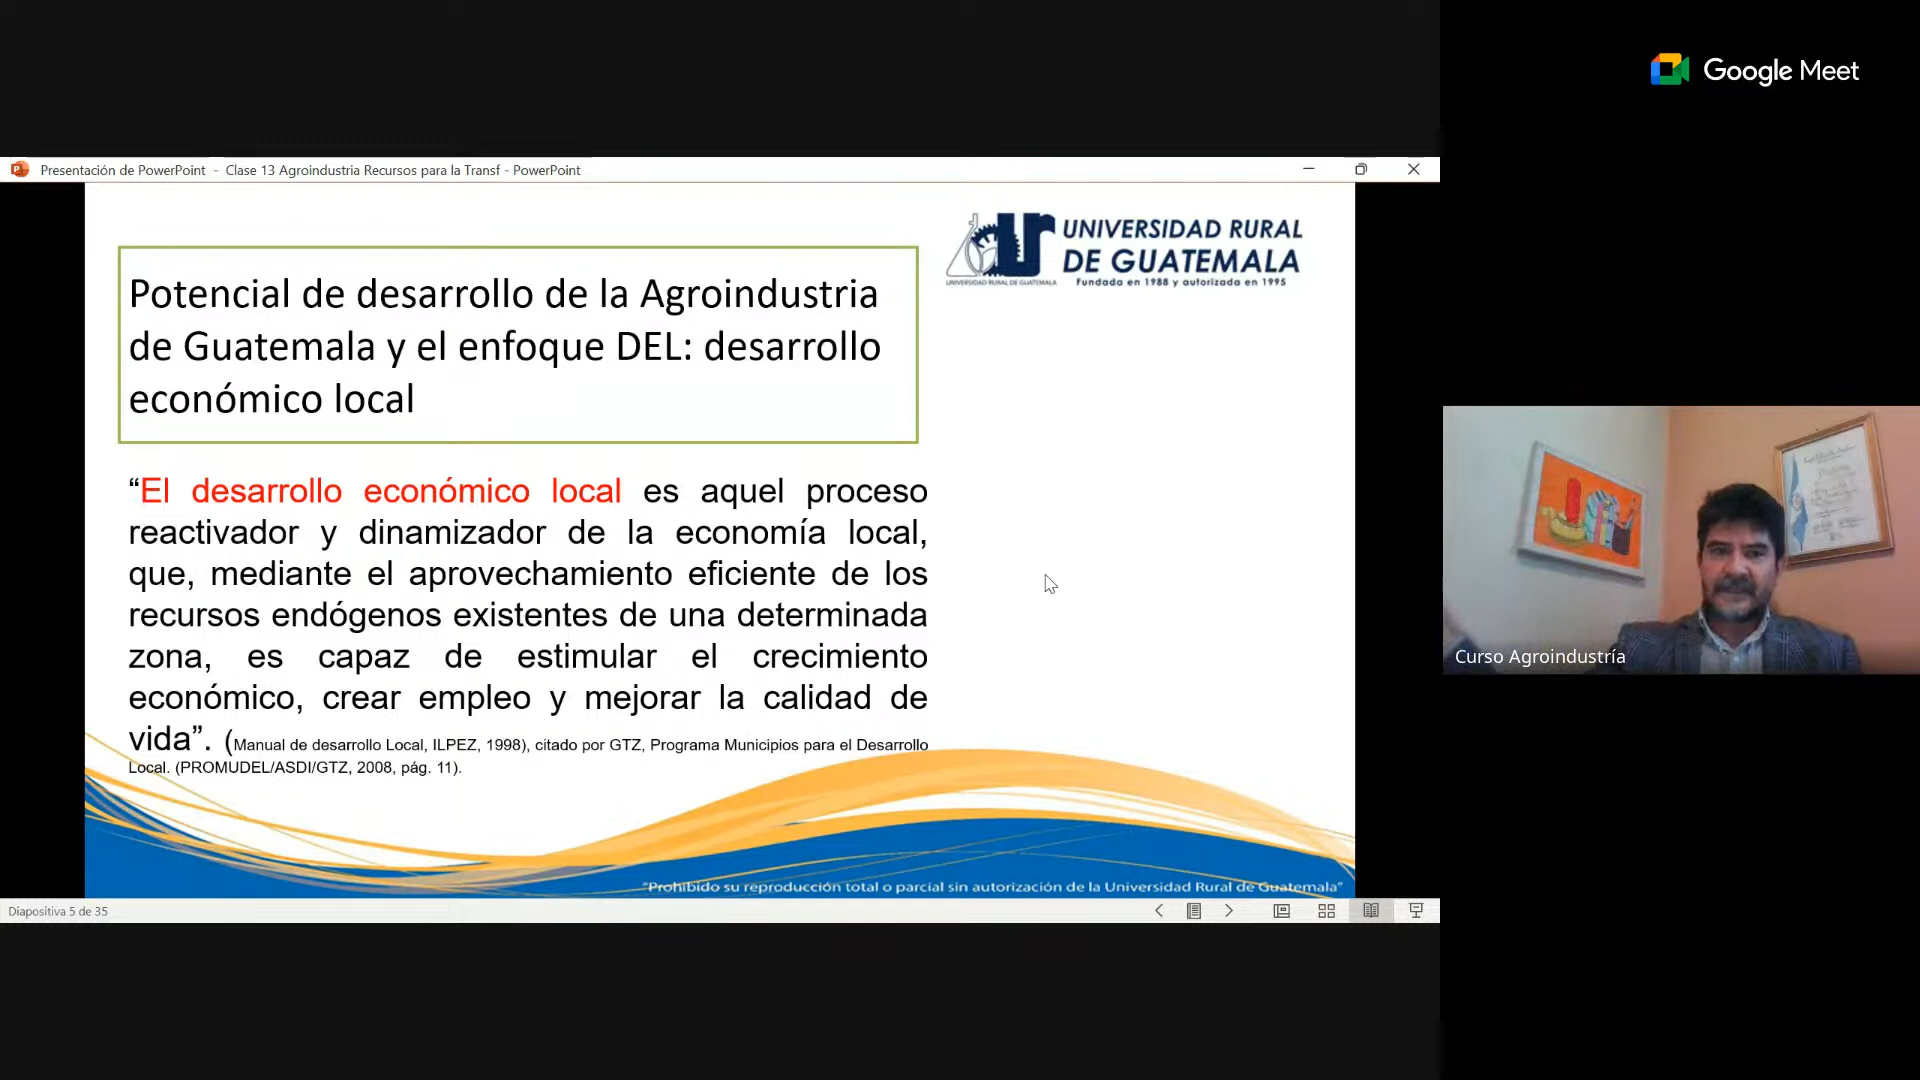 Google Meet
Presentación de PowerPoint - Clase 13 Agroindustria Recursos para la Transf - PowerPoint
UNIVERSIDAD RURAL
DE GUATEMALA
UNIVERSIDAD RURAL DE GUATEMALA
Fundada en 1988 y autorizada en 1995
Potencial de desarrollo de la Agroindustria
de Guatemala y el enfoque DEL: desarrollo
económico local
“El desarrollo económico local es aquel proceso
reactivador y dinamizador de la economía local,
que, mediante el aprovechamiento eficiente de los
recursos endógenos existentes de una determinada
zona, es capaz de estimular el crecimiento
económico, crear empleo y mejorar la calidad de
vida”. (Manual de desarrollo Local, ILPEZ, 1998), citado por GTZ, Programa Municipios para el Desarrollo
Local. (PROMUDEL/ASDI/GTZ, 2008, pág. 11).
Curso Agroindustría
“Prohibido su reproducción total o parcial sin autorización de la Universidad Rural de Guatemala”
Diapositiva 5 de 35